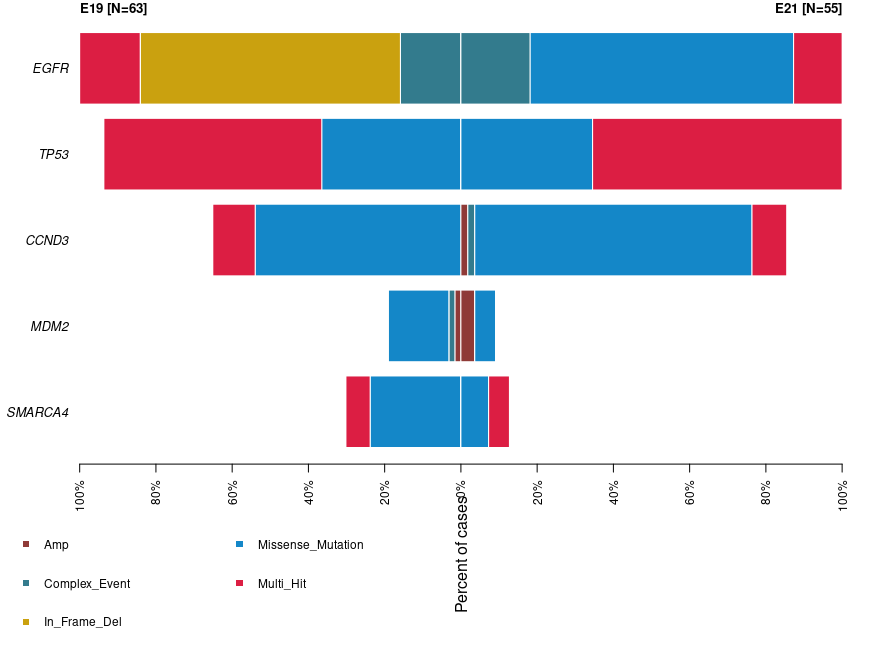 E19 [N=63]
E21 [N=55]
EGFR
TP53
CCND3
MDM2
SMARCA4
100% 80% 60% 40% 20% 0% 20% 40% 60% 80% 100%
Percent of cases
Amp
Missense_Mutation
Complex_Event
Multi_Hit
In_Frame_Del